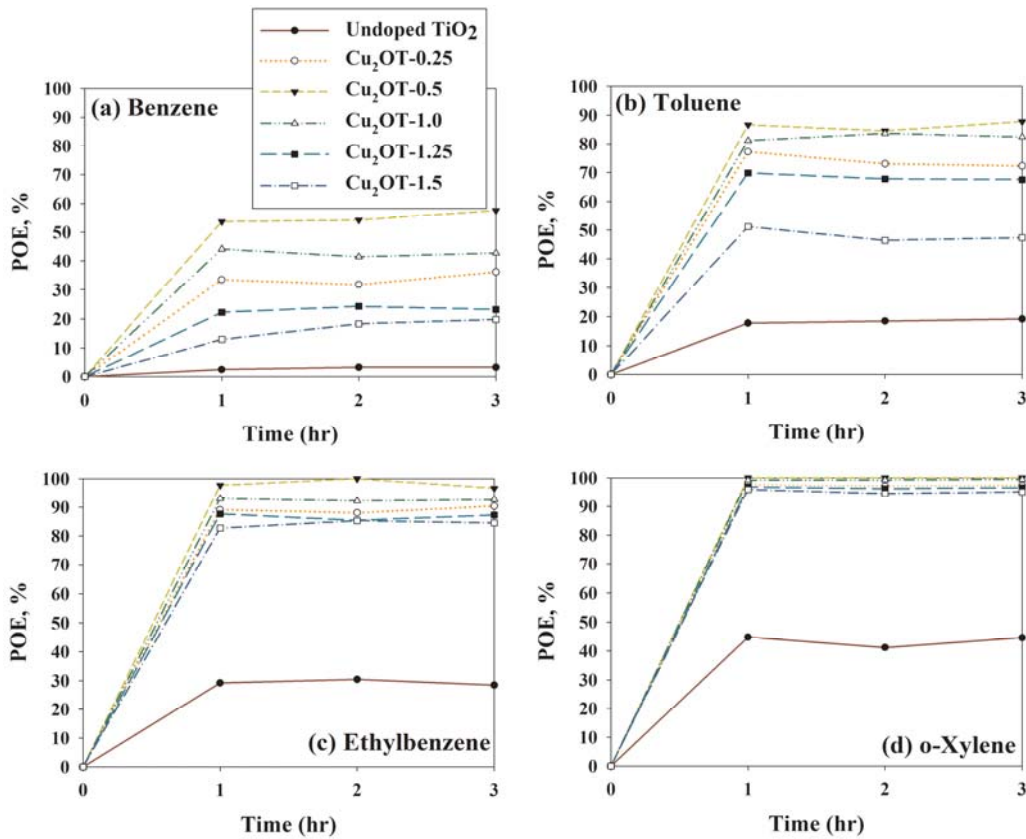 Undoped TiO₂
Cu₂OT-0.25
Cu₂OT-0.5
Cu₂OT-1.0
Cu₂OT-1.25
Cu₂OT-1.5
(a) Benzene
POE, %
100
90
80
70
60
50
40
30
20
10
0
0 1 2 3
Time (hr)
(b) Toluene
POE, %
100
90
80
70
60
50
40
30
20
10
0
0 1 2 3
Time (hr)
(c) Ethylbenzene
POE, %
100
90
80
70
60
50
40
30
20
10
0
0 1 2 3
Time (hr)
(d) o-Xylene
POE, %
100
90
80
70
60
50
40
30
20
10
0
0 1 2 3
Time (hr)